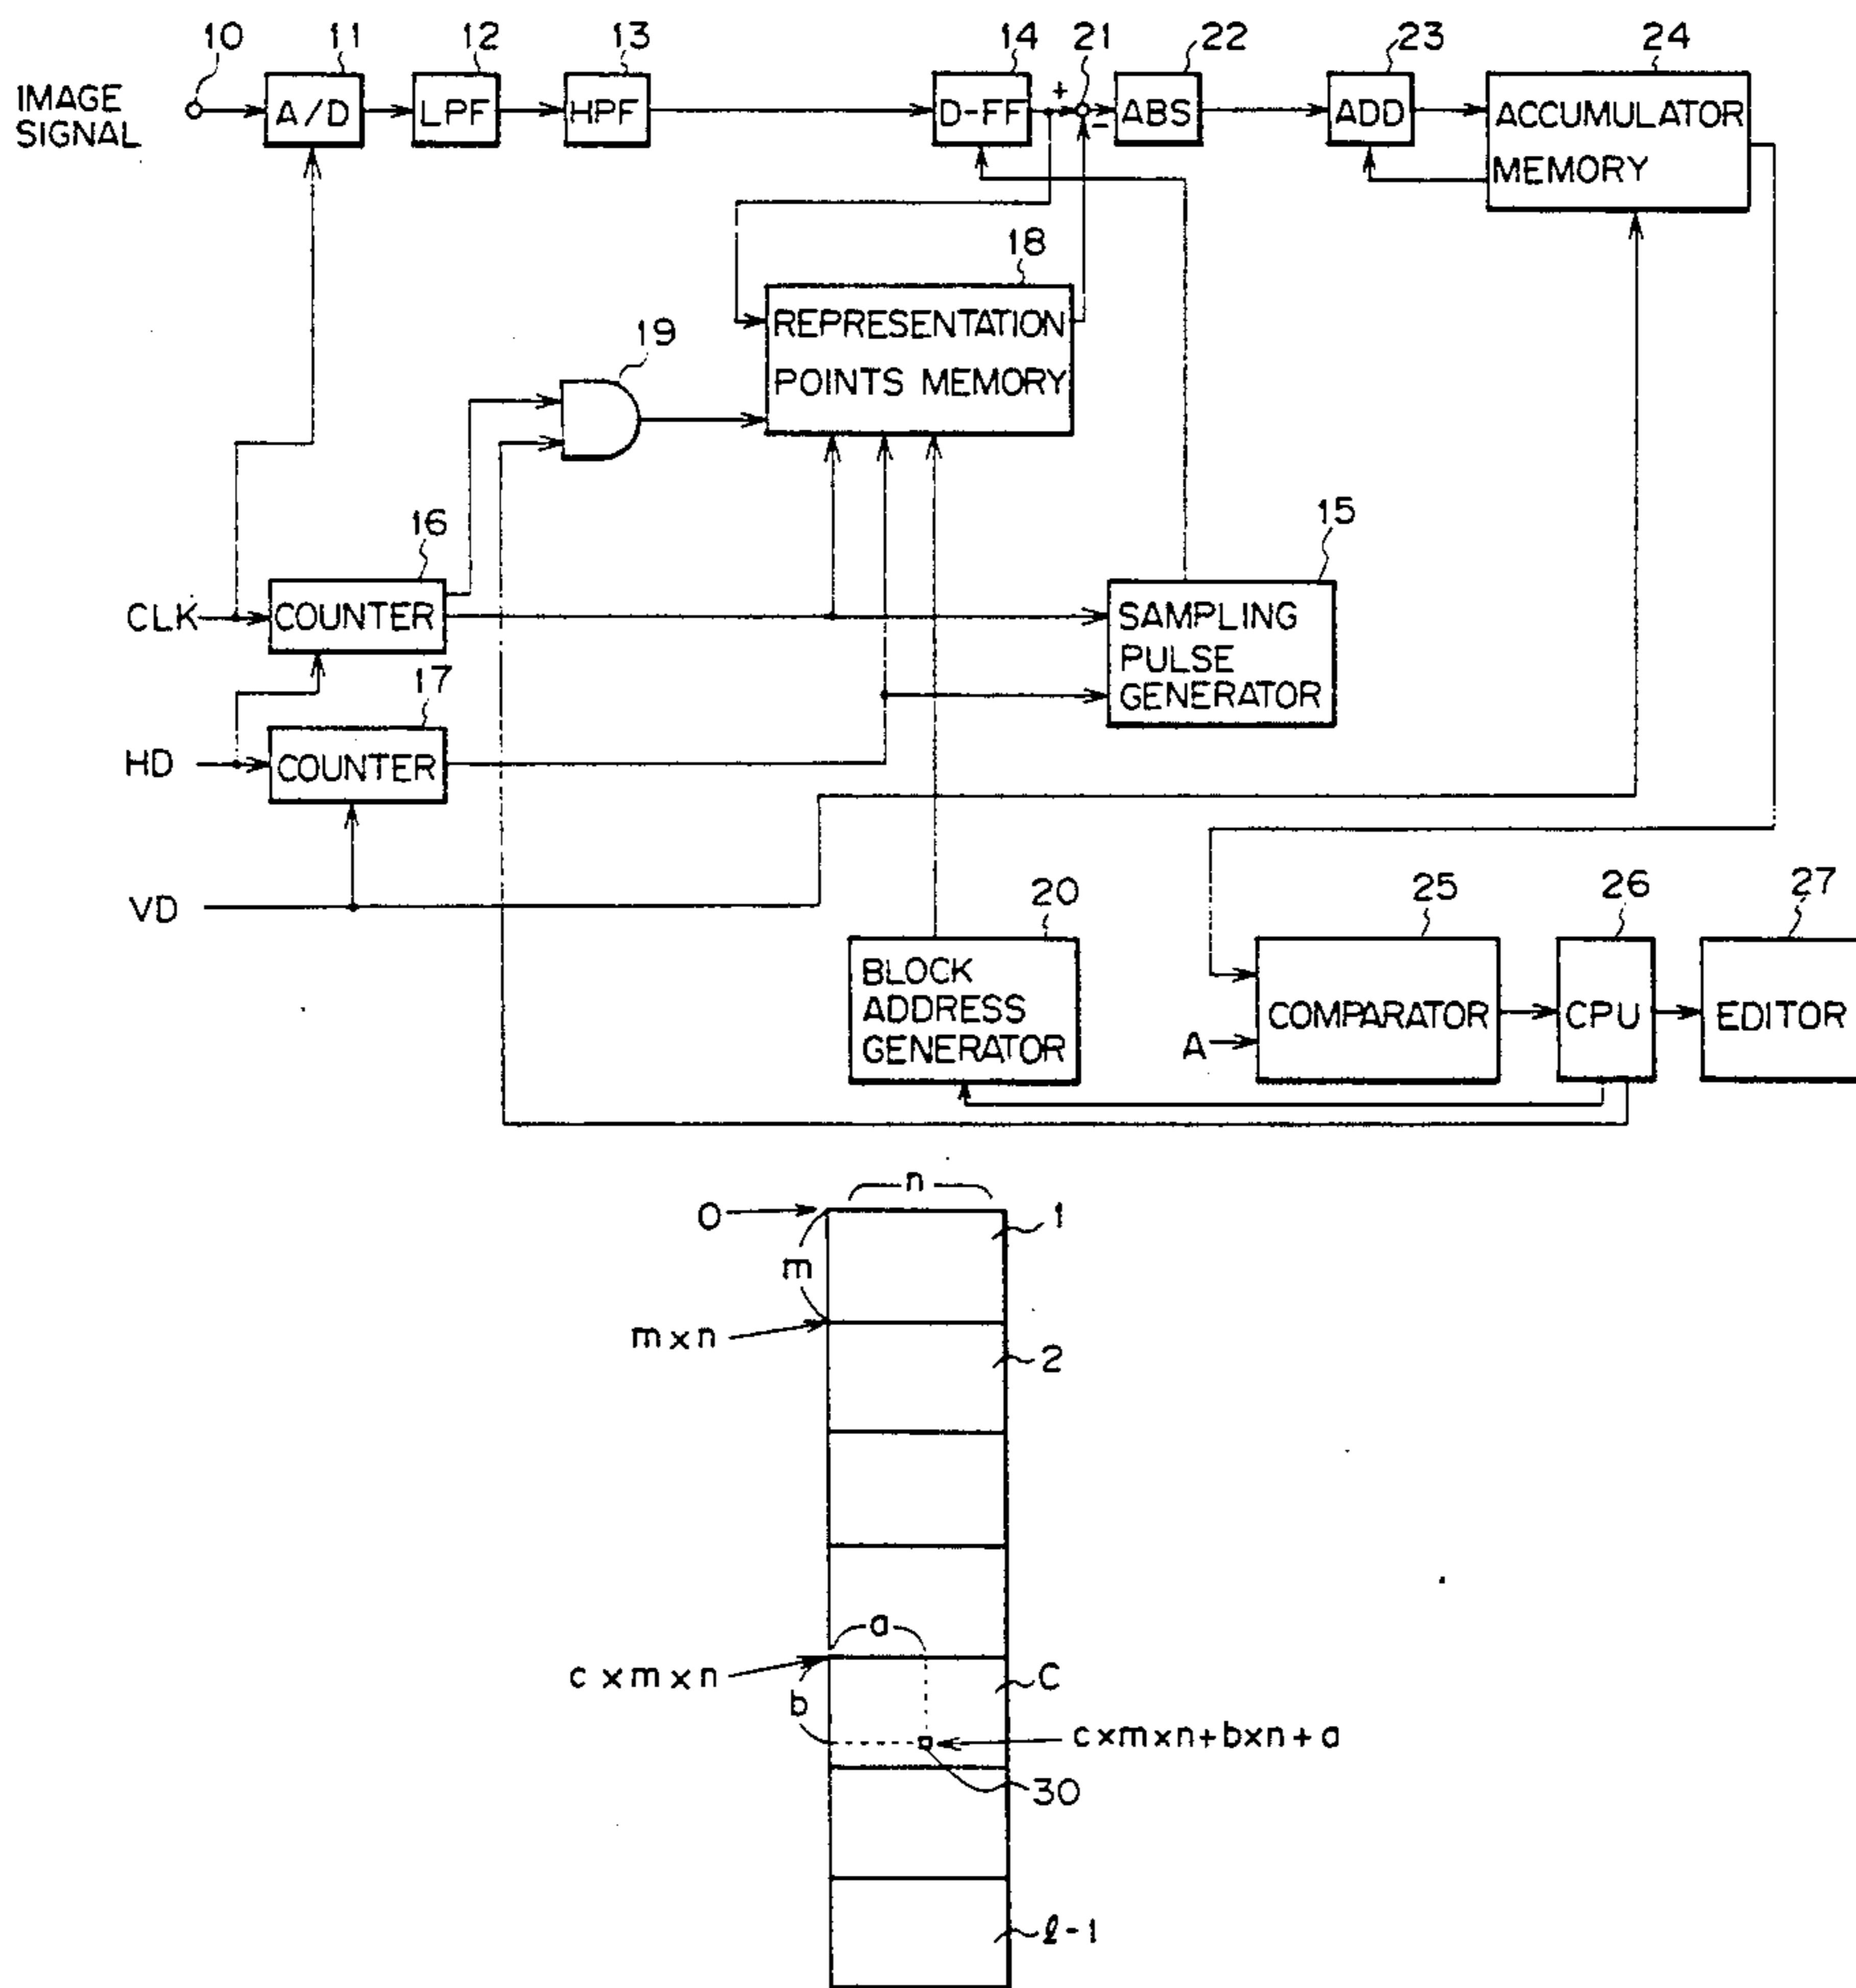 10
11
12
13
14
21
22
23
24
IMAGE
SIGNAL
A/D
LPF
HPF
D-FF
+
-
ABS
ADD
ACCUMULATOR
MEMORY
18
REPRESENTATION
POINTS MEMORY
19
16
15
CLK
COUNTER
SAMPLING
PULSE
GENERATOR
17
HD
COUNTER
VD
20
25
26
27
BLOCK
ADDRESS
GENERATOR
A
COMPARATOR
CPU
EDITOR
n
0
1
m
m×n
2
a
c×m×n
C
b
c×m×n+b×n+a
30
ℓ-1